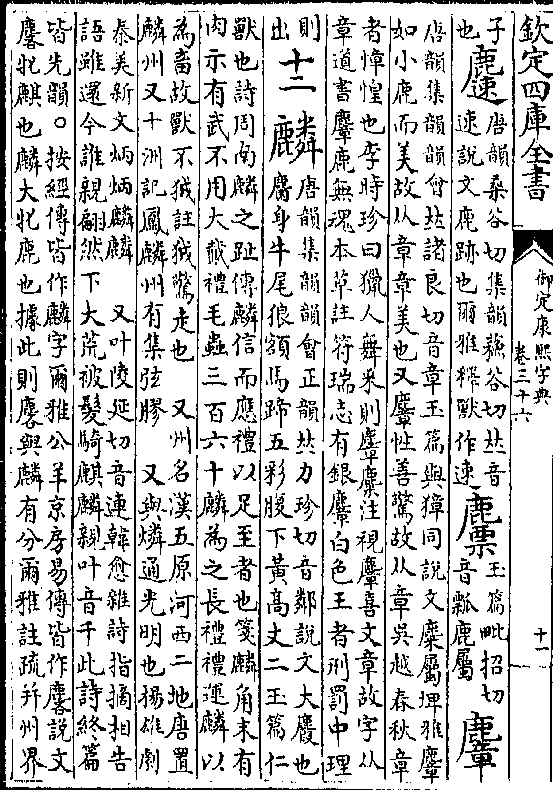 欽定四庫全書
御定康熙字典
卷三十六
十一
子
也
𪋝
唐韻桑谷切集韻蘇谷切𠀤音
速說文鹿跡也爾雅釋獸作速
⿰鹿票
玉篇毗招切
音瓢鹿屬
麞
唐韻集韻韻會𠀤諸良切音章玉篇與獐同說文麋屬埤雅麞
如小鹿而美故从章章美也又麞性善驚故从章吳越春秋章
者慞惶也李時珍曰獵人舞采則麞麋注視麞喜文章故字从
章道書麞鹿無魂本草註符瑞志有銀麞白色王者刑罰中理
則
出
十二
麟
唐韻集韻韻會正韻𠀤力珍切音鄰說文大也
麕身牛尾狼額馬蹄五彩腹下黃高丈二玉篇仁
獸也詩周南麟之趾傳麟信而應禮以足至者也箋麟角末有
肉示有武不用大戴禮毛蟲三百六十麟為之長禮禮運麟以
為畜故獸不狘註狘驚走也 又州名漢五原河西二地唐置
麟州又十洲記鳳麟州有集弦膠 又與燐通光明也揚雄劇
秦美新文炳炳麟麟 又叶陵延切音連韓愈雜詩指摘相告
語雖還今誰親翩然下大荒被髮騎麒麟親叶音千此詩終篇
皆先韻○按經傳皆作麟字爾雅公羊京房易傳皆作麐說文
麐牝麒也麟大牝鹿也據此則麐與麟有分爾雅註疏幷州界